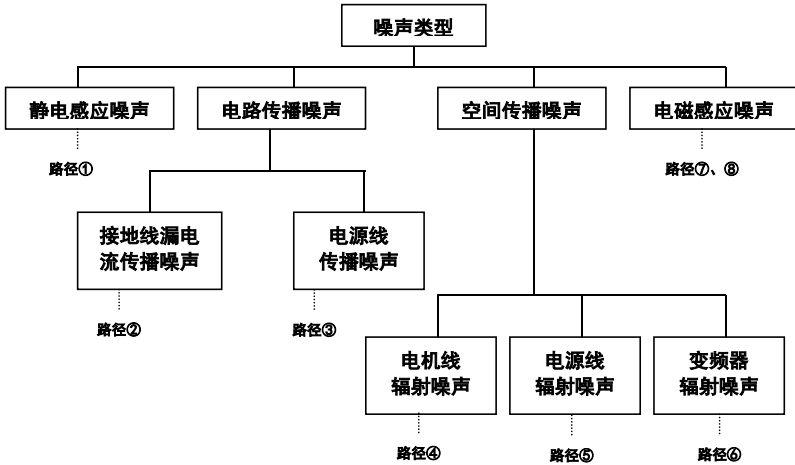 噪声类型
静电感应噪声
电路传播噪声
空间传播噪声
电磁感应噪声
路径①
路径⑦、⑧
接地线漏电
流传播噪声
电源线
传播噪声
路径②
路径③
电机线
辐射噪声
电源线
辐射噪声
变频器
辐射噪声
路径④
路径⑤
路径⑥